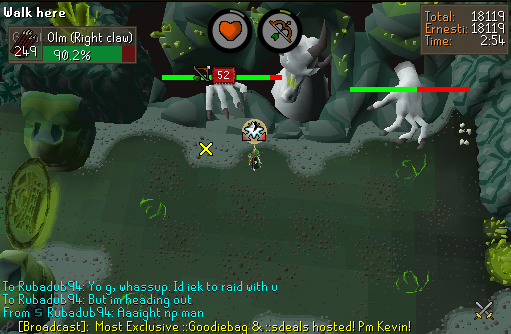 Walk here
Olm (Right claw)
249
90.2%
52
Total: 18119
Ernesti: 18119
Time: 2:54
To Rubadub94: Yo g, whassup. Id iek to raid with u
To Rubadub94: But im heading out
From S Rubadub94: Aaaight np man
[Broadcast]: Most Exclusive ::Goodiebag & ::sdeals hosted! Pm Kevin!